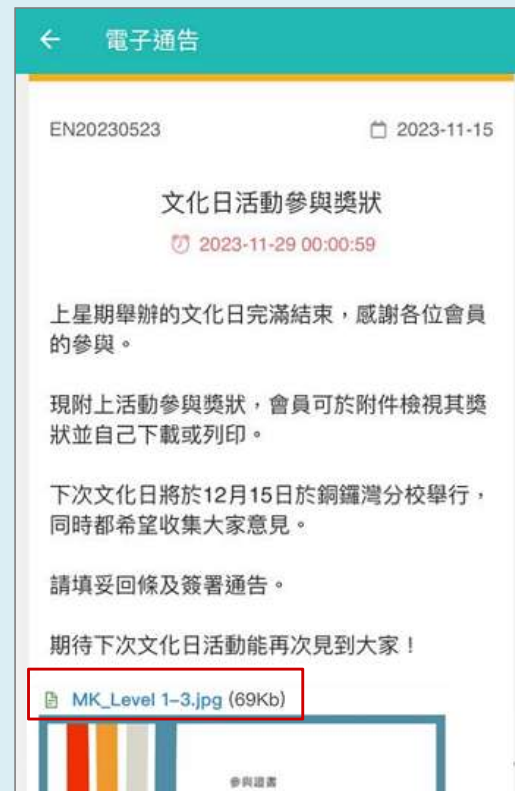 電子通告
EN20230523
2023-11-15
文化日活動參與獎狀
2023-11-29 00:00:59
上星期舉辦的文化日完滿結束，感謝各位會員
的參與。
現附上活動參與獎狀，會員可於附件檢視其獎
狀並自己下載或列印。
下次文化日將於12月15日於銅鑼灣分校舉行，
同時都希望收集大家意見。
請填妥回條及簽署通告。
期待下次文化日活動能再次見到大家！
MK_Level 1–3.jpg (69Kb)
參與證書